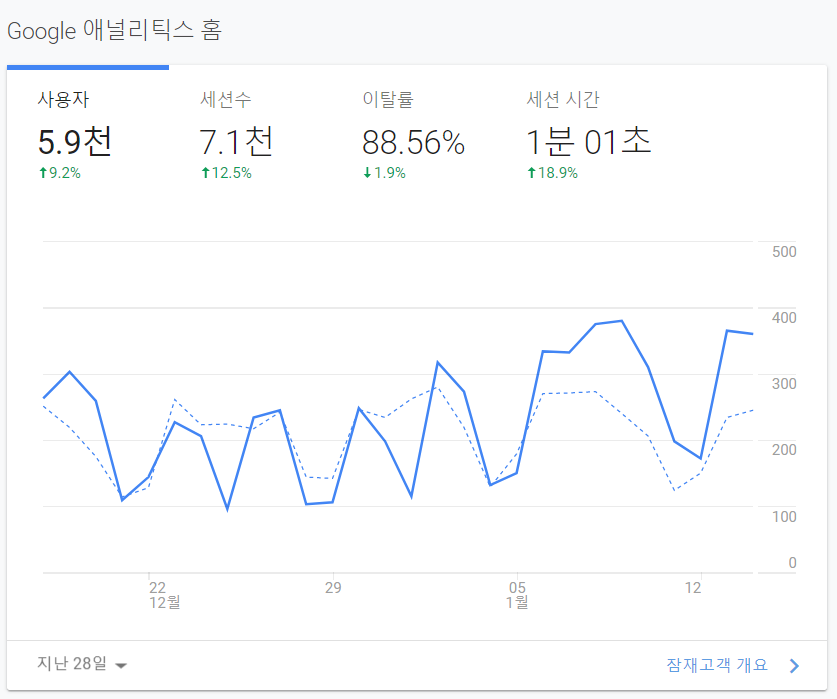 Google 애널리틱스 홈
사용자 세션수 이탈률 세션 시간
5.9천 7.1천 88.56% 1분 01초
↑9.2% ↑12.5% ↓1.9% ↑18.9%
500
400
300
200
100
0
22 29 05 12
12월 1월
지난 28일 잠재고객 개요